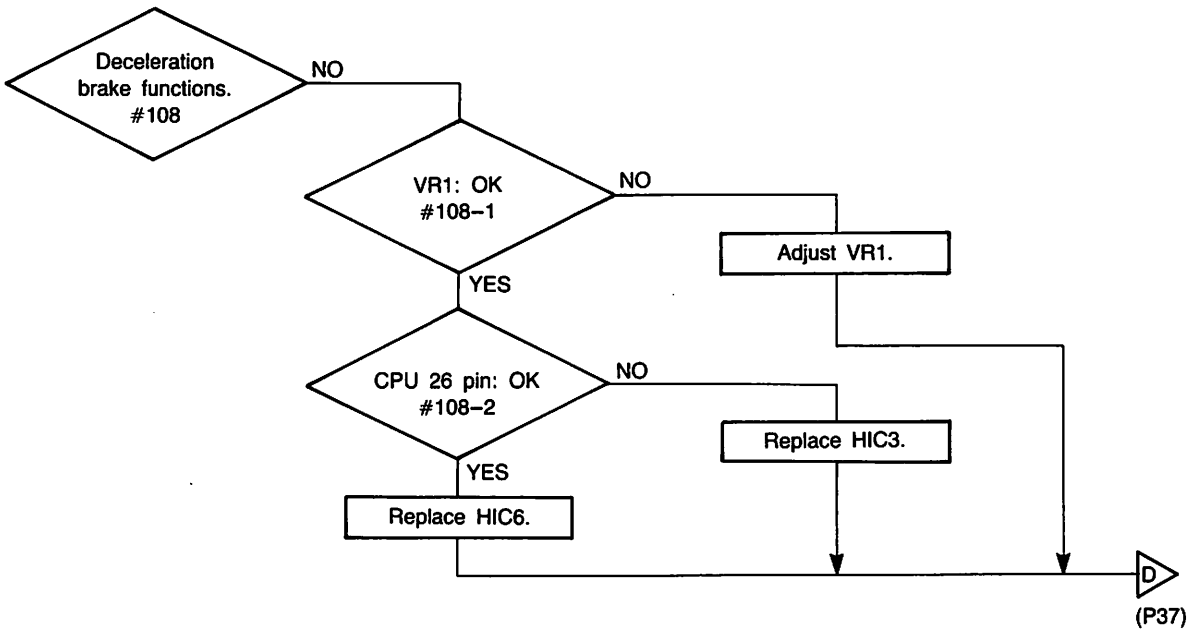 Deceleration
brake functions.
#108
NO
VR1: OK
#108–1
NO
Adjust VR1.
YES
CPU 26 pin: OK
#108–2
NO
Replace HIC3.
YES
Replace HIC6.
D
(P37)